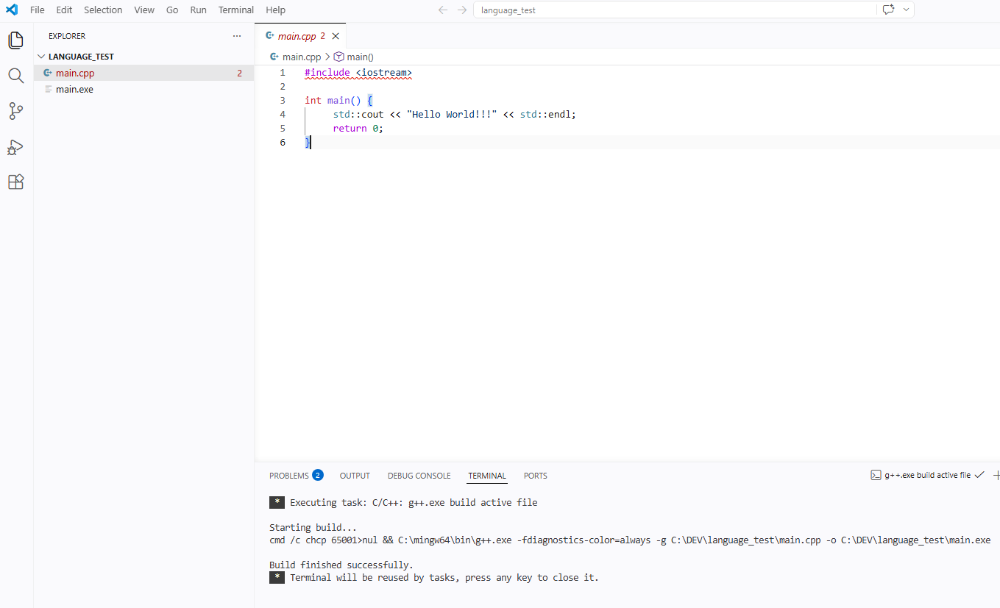 File Edit Selection View Go Run Terminal Help
language_test
EXPLORER
LANGUAGE_TEST
main.cpp 2
main.exe
main.cpp 2
main.cpp > main()
1 #include <iostream>
2
3 int main() {
4 std::cout << "Hello World!!!" << std::endl;
5 return 0;
6 }
PROBLEMS 2 OUTPUT DEBUG CONSOLE TERMINAL PORTS
g++.exe build active file
* Executing task: C/C++: g++.exe build active file
Starting build...
cmd /c chcp 65001>nul && C:\mingw64\bin\g++.exe -fdiagnostics-color=always -g C:\DEV\language_test\main.cpp -o C:\DEV\language_test\main.exe
Build finished successfully.
* Terminal will be reused by tasks, press any key to close it.